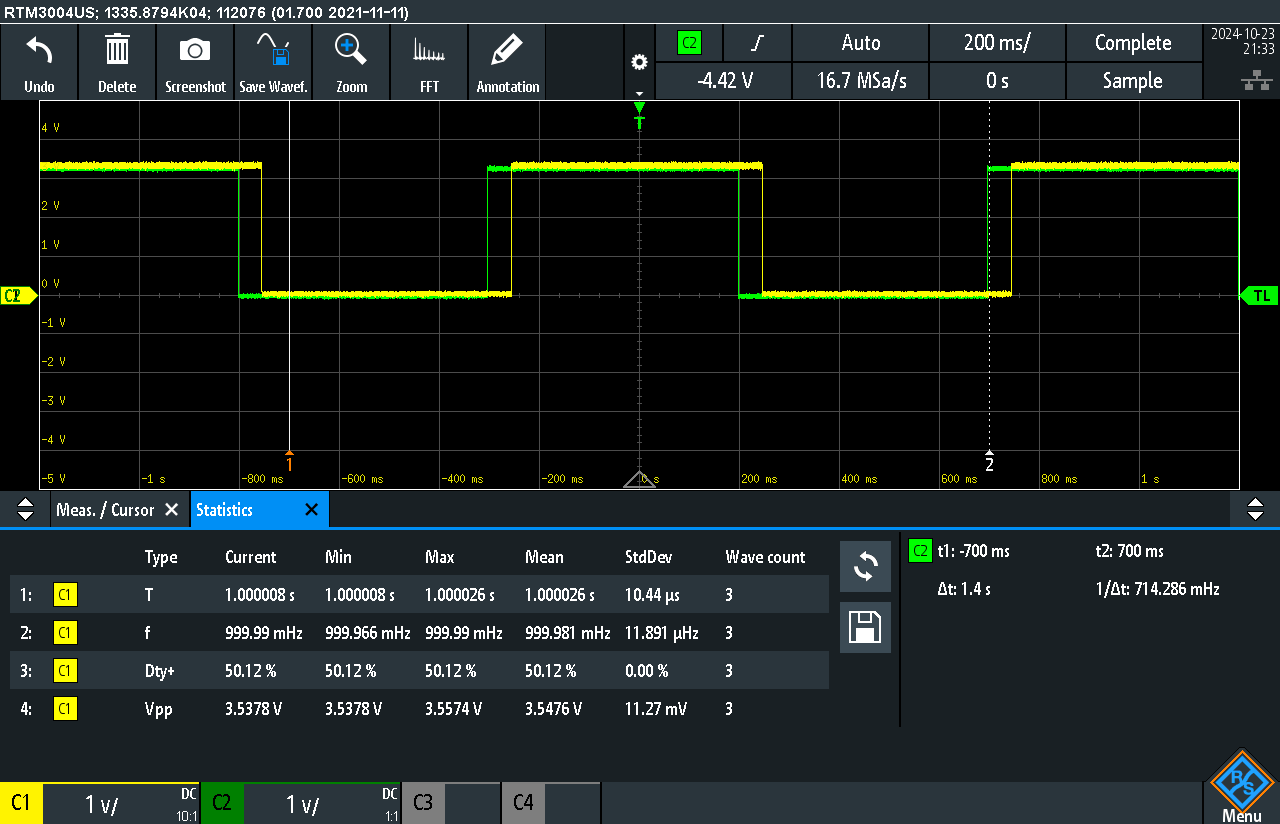 RTM3004US; 1335.8794K04; 112076 (01.700 2021-11-11)
Undo
Delete
Screenshot
Save Wavef.
Zoom
FFT
Annotation
C2
Auto
200 ms/
Complete
2024-10-23
21:33
-4.42 V
16.7 MSa/s
0 s
Sample
T
4 V
2 V
1 V
0 V
-1 V
-2 V
-3 V
-4 V
-5 V
TL
1
2
-1 s
-800 ms
-600 ms
-400 ms
-200 ms
0 s
200 ms
400 ms
600 ms
800 ms
1 s
Meas. / Cursor
Statistics
Type Current Min Max Mean StdDev Wave count
1: C1 T 1.000008 s 1.000008 s 1.000026 s 1.000026 s 10.44 µs 3
2: C1 f 999.99 mHz 999.966 mHz 999.99 mHz 999.981 mHz 11.891 µHz 3
3: C1 Dty+ 50.12 % 50.12 % 50.12 % 50.12 % 0.00 % 3
4: C1 Vpp 3.5378 V 3.5378 V 3.5574 V 3.5476 V 11.27 mV 3
C2 t1: -700 ms t2: 700 ms
Δt: 1.4 s 1/Δt: 714.286 mHz
C1 1 V/ DC 10:1
C2 1 V/ DC 1:1
C3
C4
R S
Menu